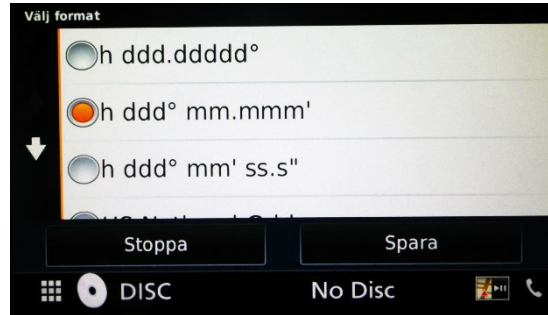 Välj format
h ddd.ddddd°
h ddd° mm.mmm'
h ddd° mm' ss.s"
Stoppa
Spara
DISC
No Disc